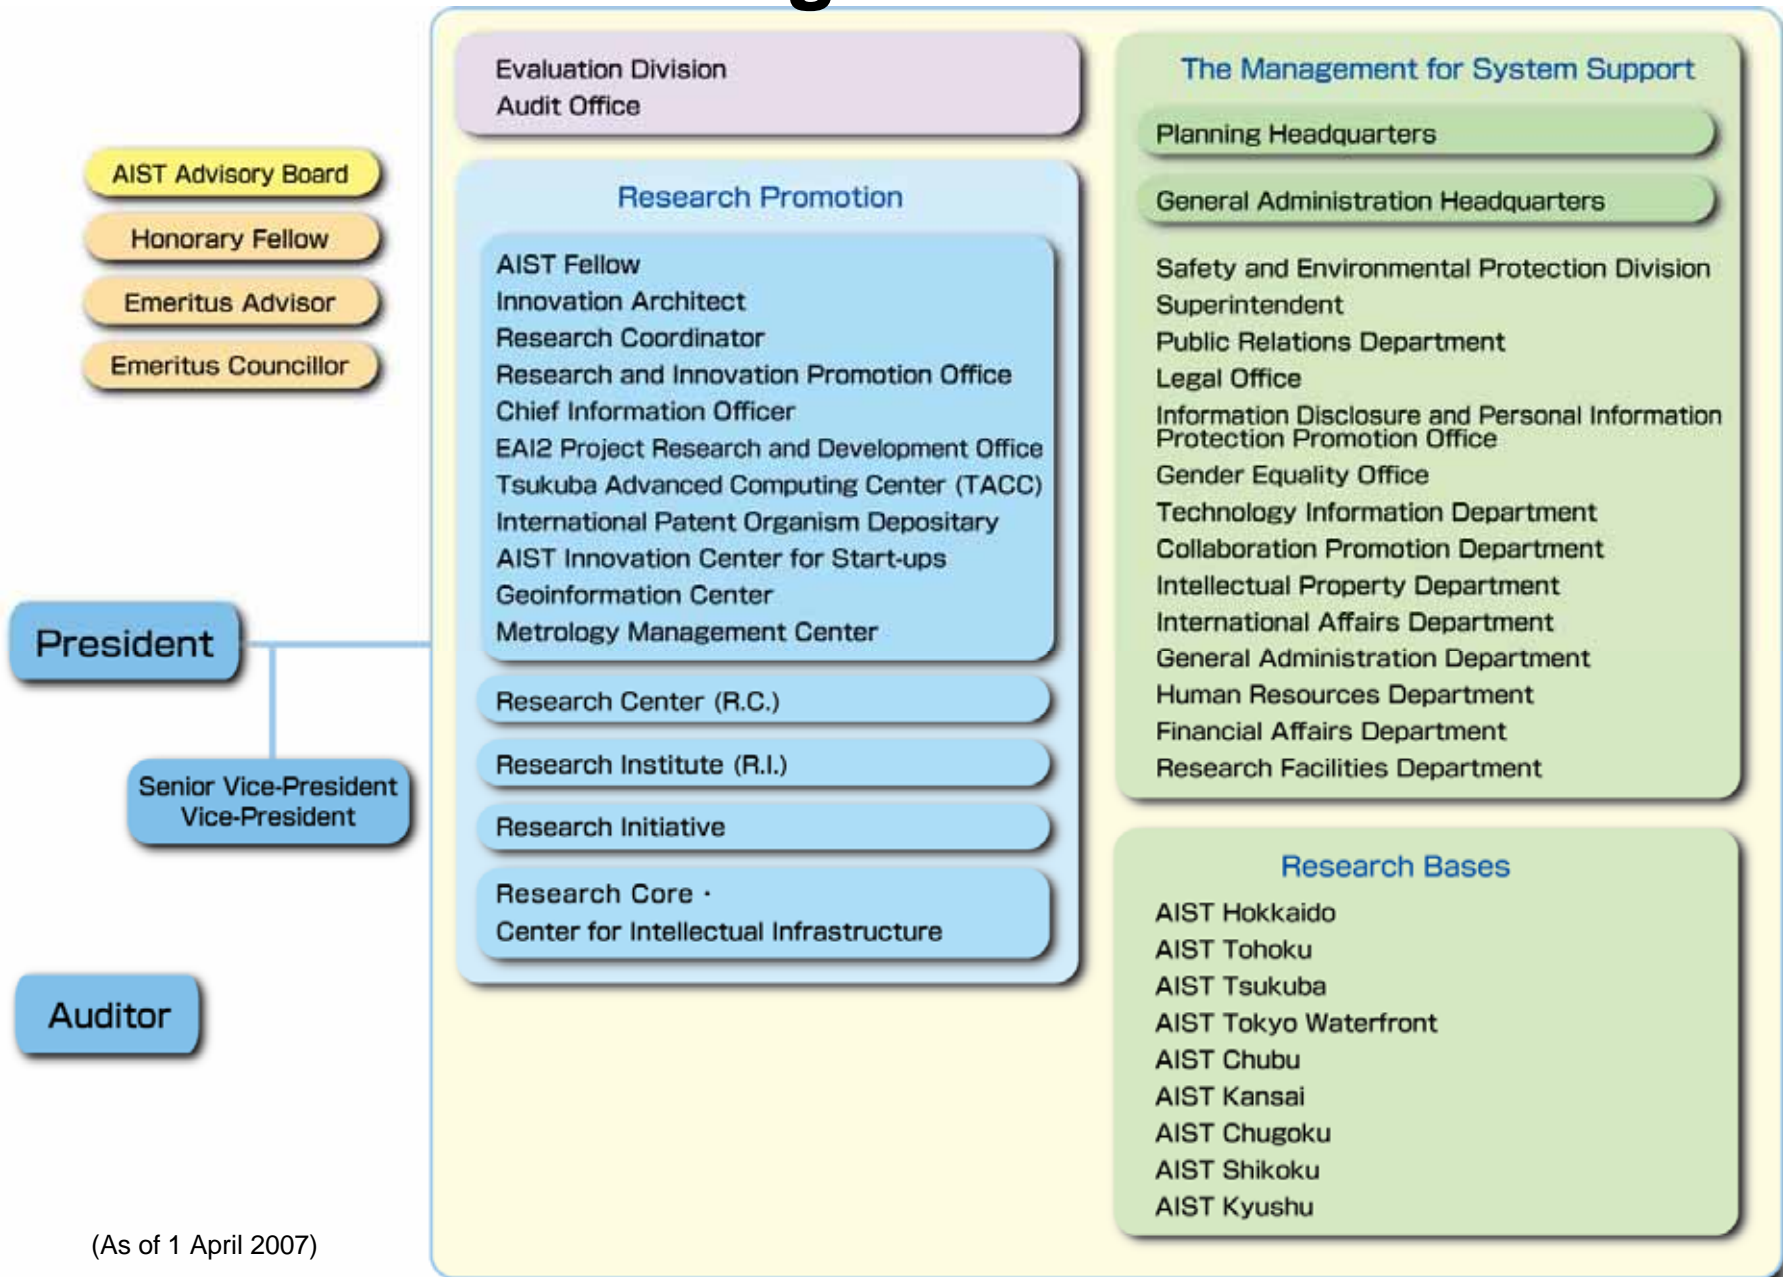 g
AIST Advisory Board
Honorary Fellow
Emeritus Advisor
Emeritus Councillor
President
Senior Vice-President
Vice-President
Auditor
(As of 1 April 2007)
Evaluation Division
Audit Office
Research Promotion
AIST Fellow
Innovation Architect
Research Coordinator
Research and Innovation Promotion Office
Chief Information Officer
EAI2 Project Research and Development Office
Tsukuba Advanced Computing Center (TACC)
International Patent Organism Depositary
AIST Innovation Center for Start-ups
Geoinformation Center
Metrology Management Center
Research Center (R.C.)
Research Institute (R.I.)
Research Initiative
Research Core ·
Center for Intellectual Infrastructure
The Management for System Support
Planning Headquarters
General Administration Headquarters
Safety and Environmental Protection Division
Superintendent
Public Relations Department
Legal Office
Information Disclosure and Personal Information
Protection Promotion Office
Gender Equality Office
Technology Information Department
Collaboration Promotion Department
Intellectual Property Department
International Affairs Department
General Administration Department
Human Resources Department
Financial Affairs Department
Research Facilities Department
Research Bases
AIST Hokkaido
AIST Tohoku
AIST Tsukuba
AIST Tokyo Waterfront
AIST Chubu
AIST Kansai
AIST Chugoku
AIST Shikoku
AIST Kyushu